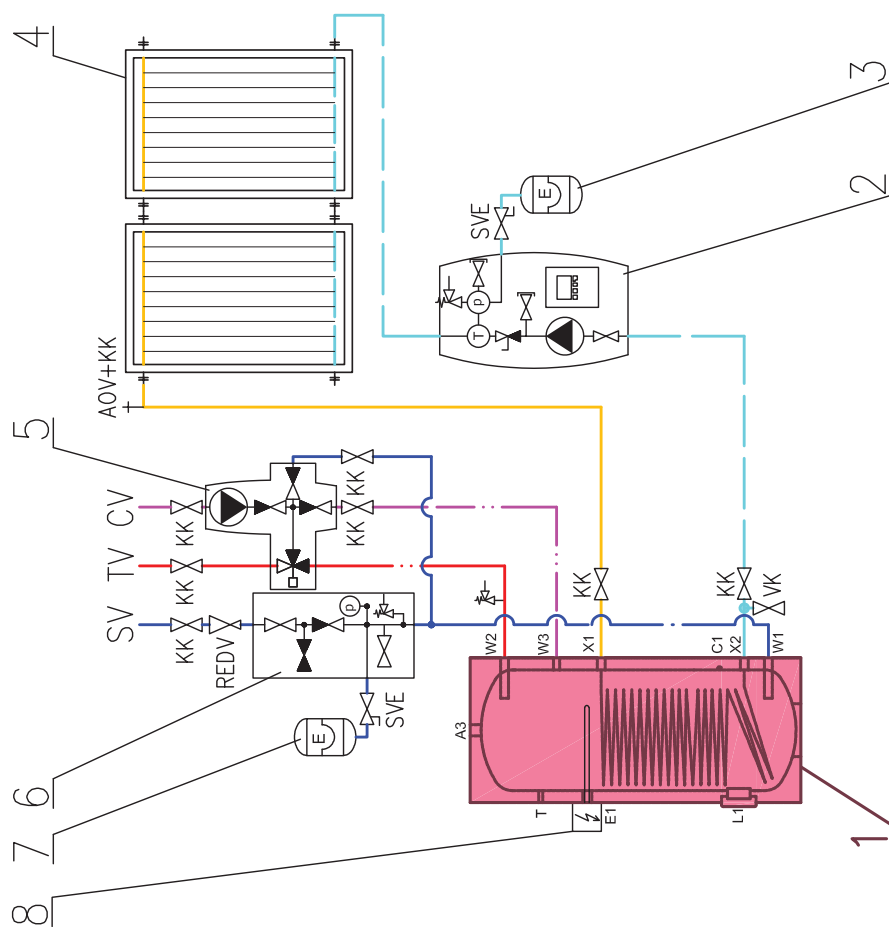 4
3
2
5
6
7
8
1
AOV+KK
CV
TV
SV
KK
KK
KK
REDV
KK
KK
SVE
SVE
E
E
p
T
p
KK
KK
VK
W2
W3
X1
C1
X2
W1
A3
T
E1
L1